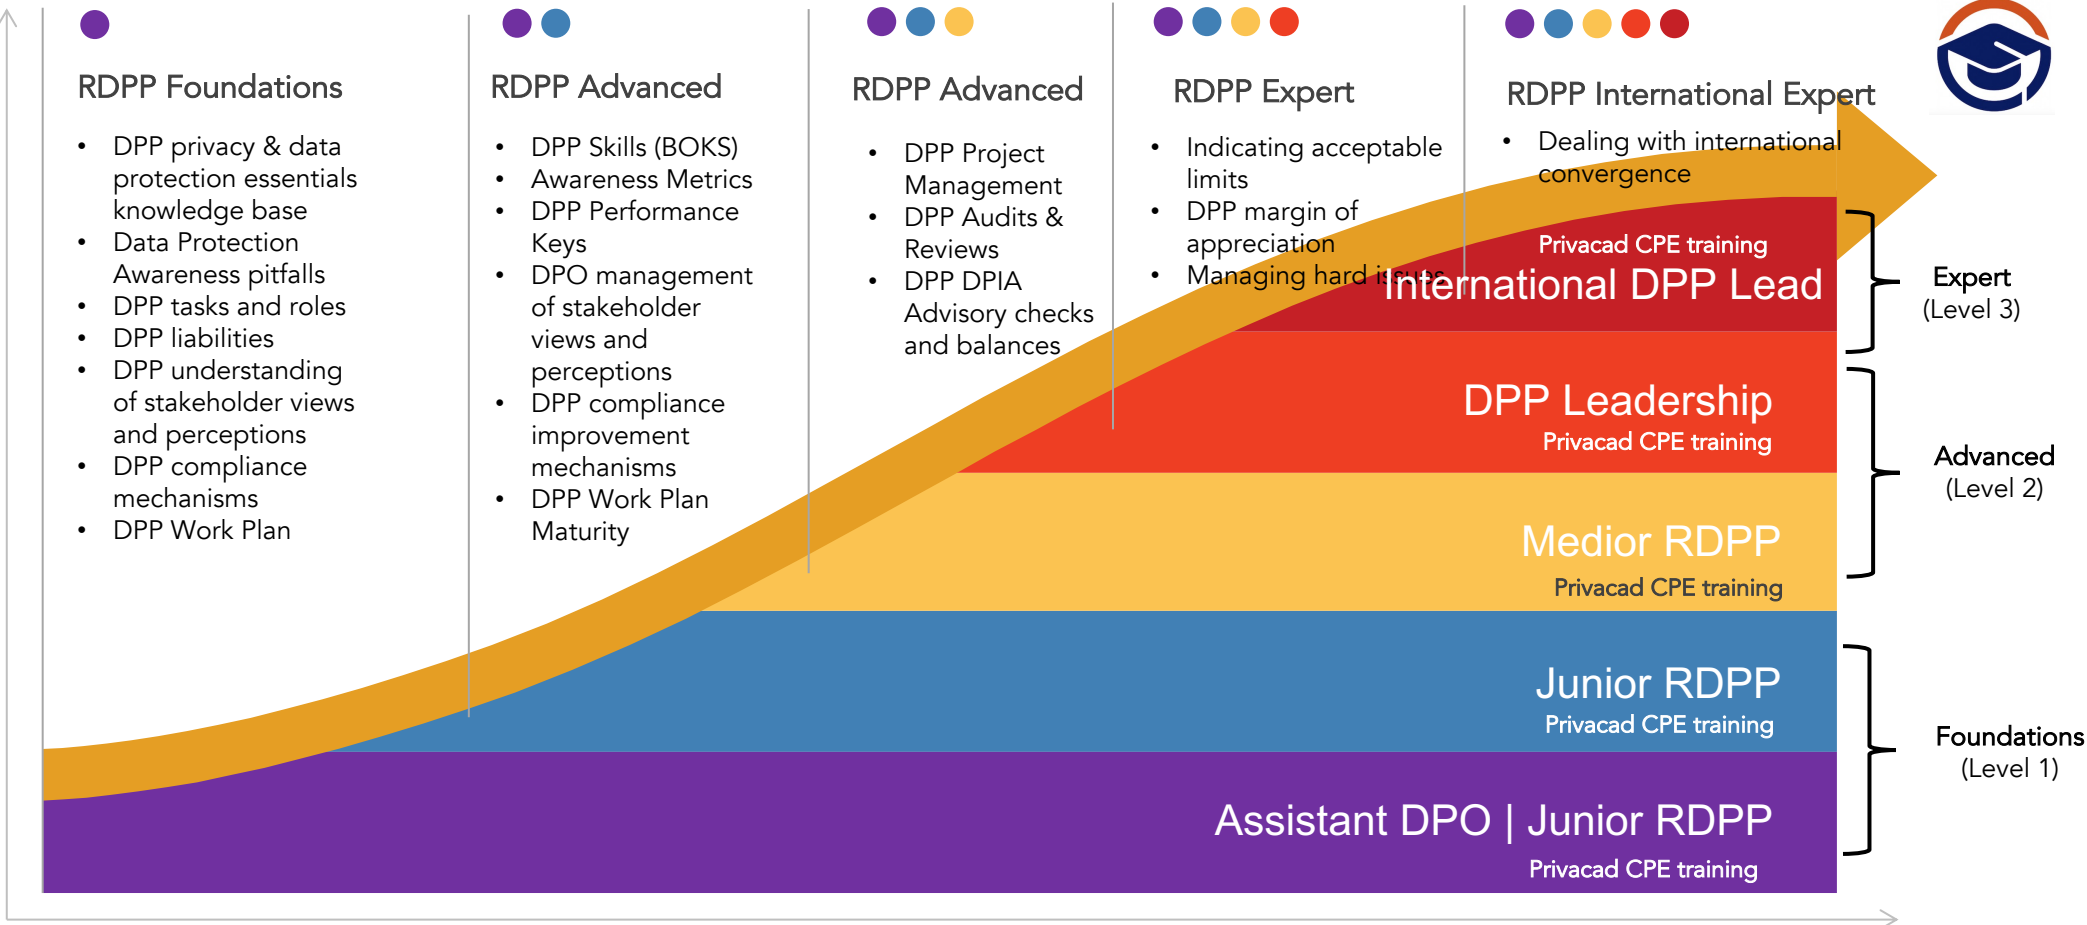 RDPP Foundations
• DPP privacy & data
protection essentials
knowledge base
• Data Protection
Awareness pitfalls
• DPP tasks and roles
• DPP liabilities
• DPP understanding
of stakeholder views
and perceptions
• DPP compliance
mechanisms
• DPP Work Plan
RDPP Advanced
• DPP Skills (BOKS)
• Awareness Metrics
• DPP Performance
Keys
• DPO management
of stakeholder
views and
perceptions
• DPP compliance
improvement
mechanisms
• DPP Work Plan
Maturity
RDPP Advanced
• DPP Project
Management
• DPP Audits &
Reviews
• DPP DPIA
Advisory checks
and balances
RDPP Expert
• Indicating acceptable
limits
• DPP margin of
appreciation
• Managing hard issues
RDPP International Expert
• Dealing with international
convergence
Privacad CPE training
International DPP Lead
DPP Leadership
Privacad CPE training
Medior RDPP
Privacad CPE training
Junior RDPP
Privacad CPE training
Assistant DPO | Junior RDPP
Privacad CPE training
Expert
(Level 3)
Advanced
(Level 2)
Foundations
(Level 1)